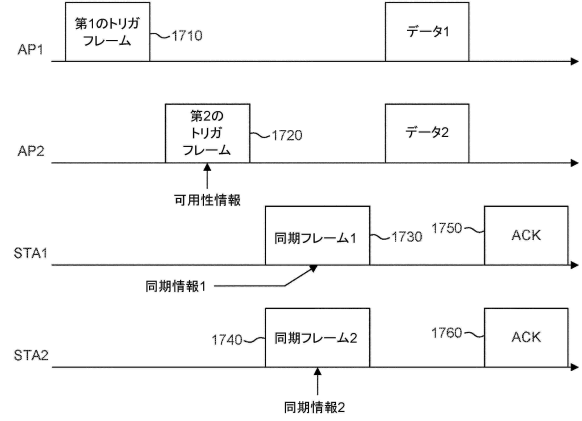 第1のトリガ
フレーム
1710
データ1
AP1
第2の
トリガ
フレーム
1720
データ2
AP2
可用性情報
同期フレーム1
1730
1750
ACK
STA1
同期情報1
1740
同期フレーム2
1760
ACK
STA2
同期情報2